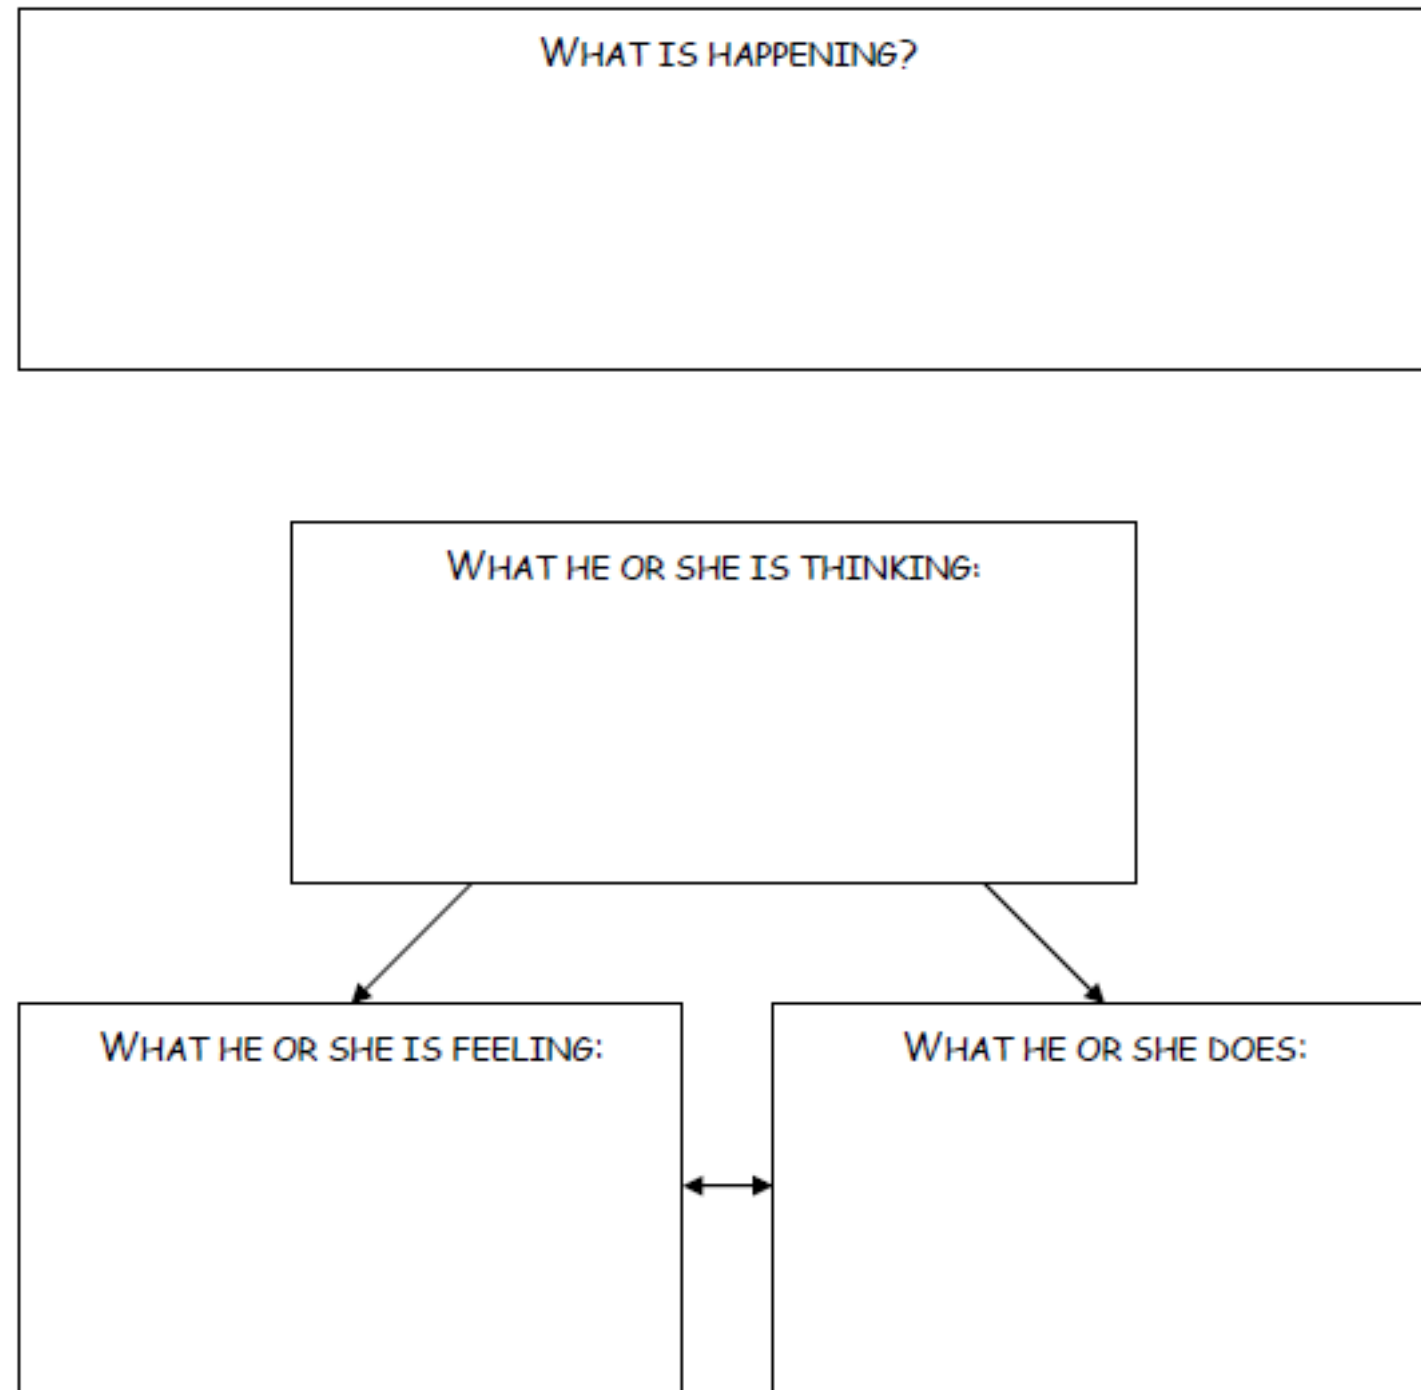 What is happening?
What he or she is thinking:
What he or she is feeling:
What he or she does: